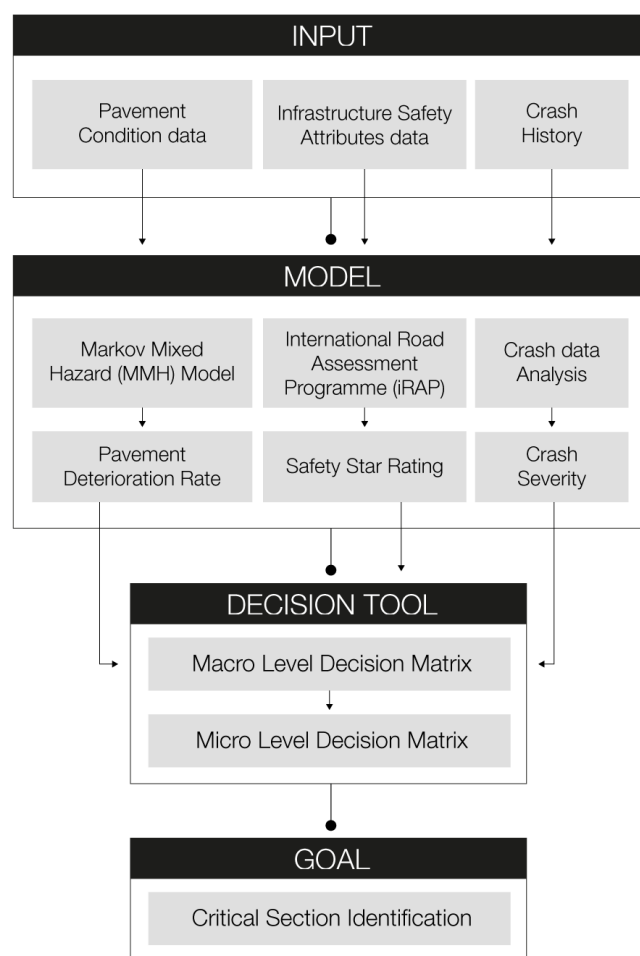 INPUT
Pavement
Condition data
Infrastructure Safety
Attributes data
Crash
History
MODEL
Markov Mixed
Hazard (MMH) Model
International Road
Assessment
Programme (iRAP)
Crash data
Analysis
Pavement
Deterioration Rate
Safety Star Rating
Crash
Severity
DECISION TOOL
Macro Level Decision Matrix
Micro Level Decision Matrix
GOAL
Critical Section Identification